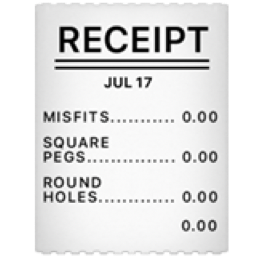 RECEIPT
JUL 17
MISFITS............ 0.00
SQUARE
PEGS............... 0.00
ROUND
HOLES.............. 0.00
0.00